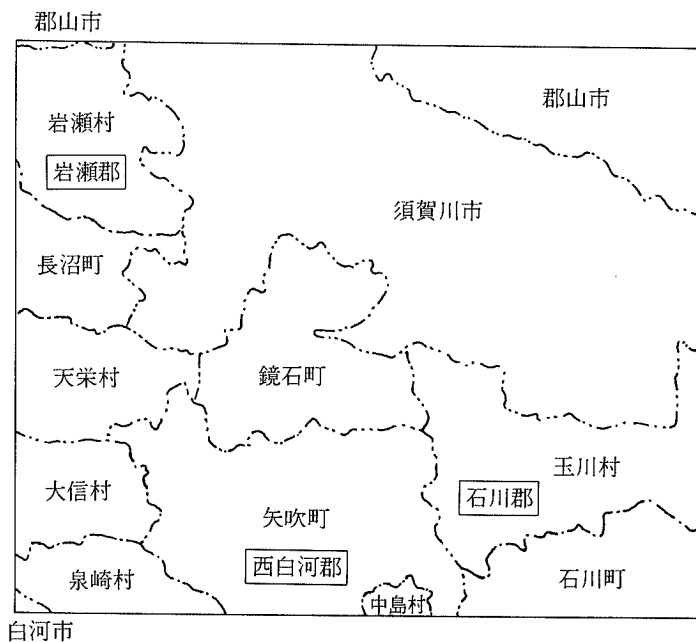 郡山市
郡山市
岩瀬村
岩瀬郡
須賀川市
長沼町
天栄村
鏡石町
玉川村
大信村
石川郡
矢吹町
西白河郡
泉崎村
石川町
中島村
白河市